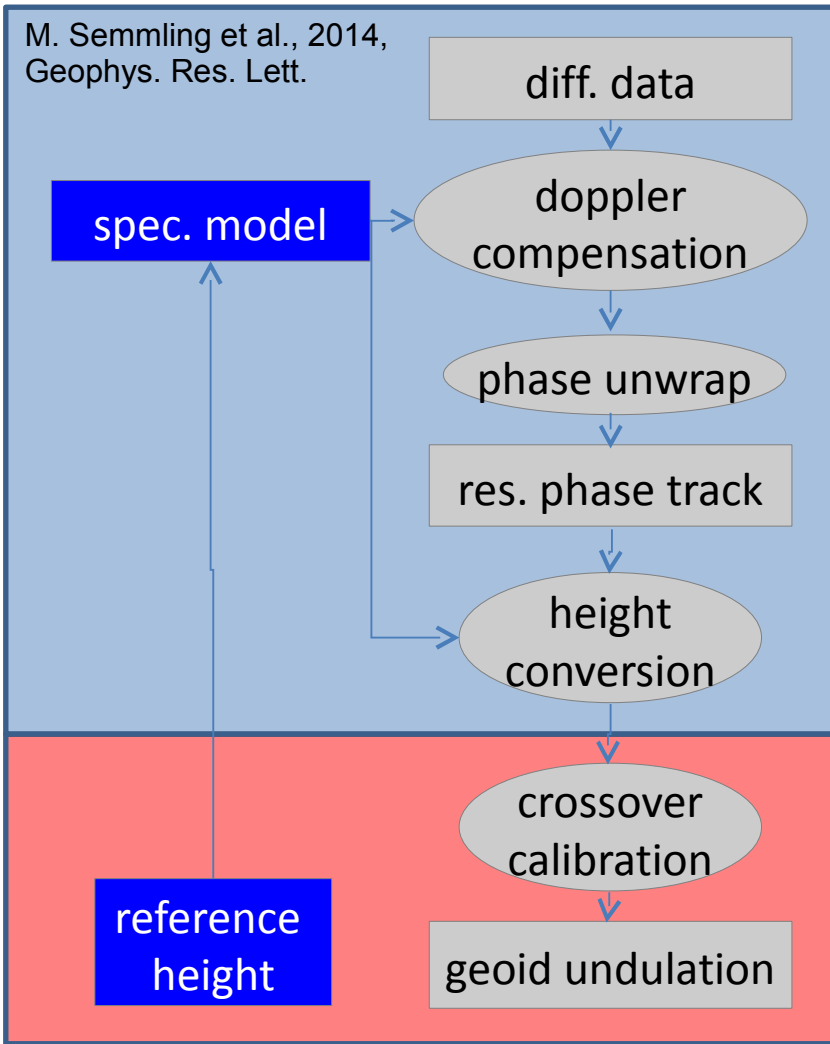 M. Semmling et al., 2014,
Geophys. Res. Lett.
diff. data
spec. model
doppler
compensation
phase unwrap
res. phase track
height
conversion
crossover
calibration
reference
height
geoid undulation